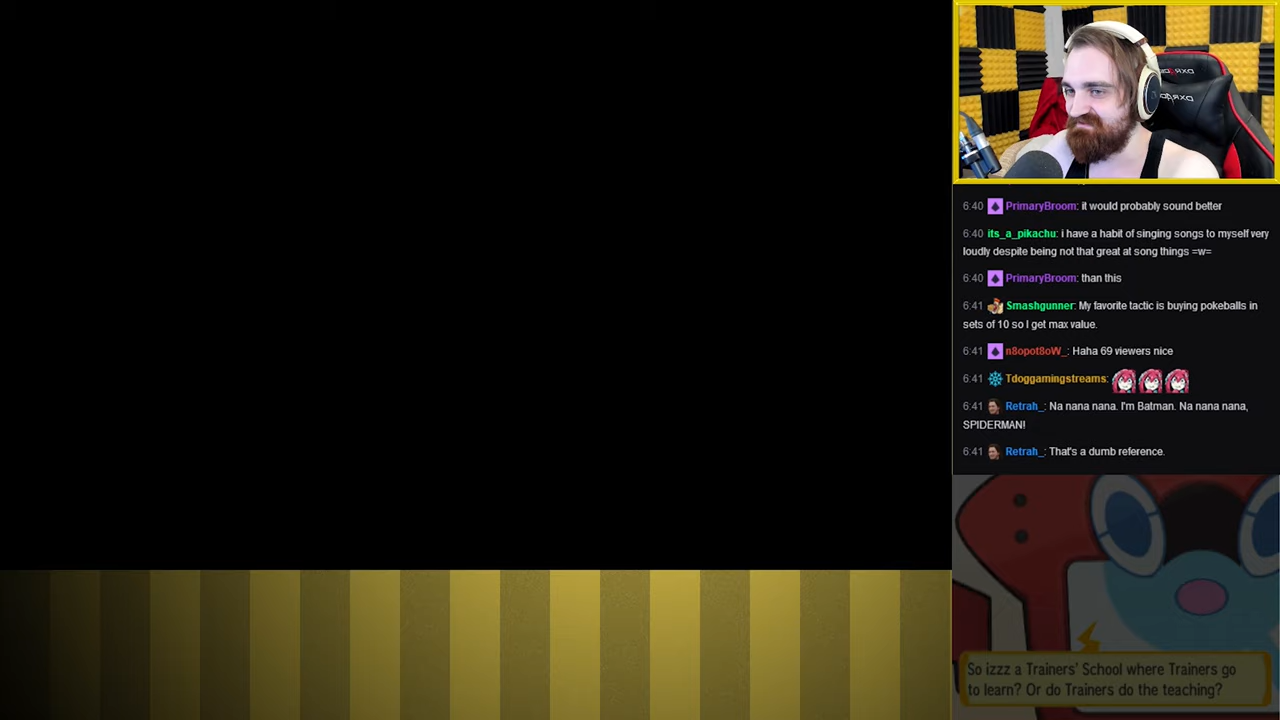 DXRACER
DXRACER
6:40 PrimaryBroom: it would probably sound better
6:40 its_a_pikachu: i have a habit of singing songs to myself very
loudly despite being not that great at song things =w=
6:40 PrimaryBroom: than this
6:41 Smashgunner: My favorite tactic is buying pokeballs in
sets of 10 so I get max value.
6:41 n8opot8oW_: Haha 69 viewers nice
6:41 Tdoggamingstreams:
6:41 Retrah_: Na nana nana. I'm Batman. Na nana nana,
SPIDERMAN!
6:41 Retrah_: That's a dumb reference.
So izzz a Trainers' School where Trainers go
to learn? Or do Trainers do the teaching?